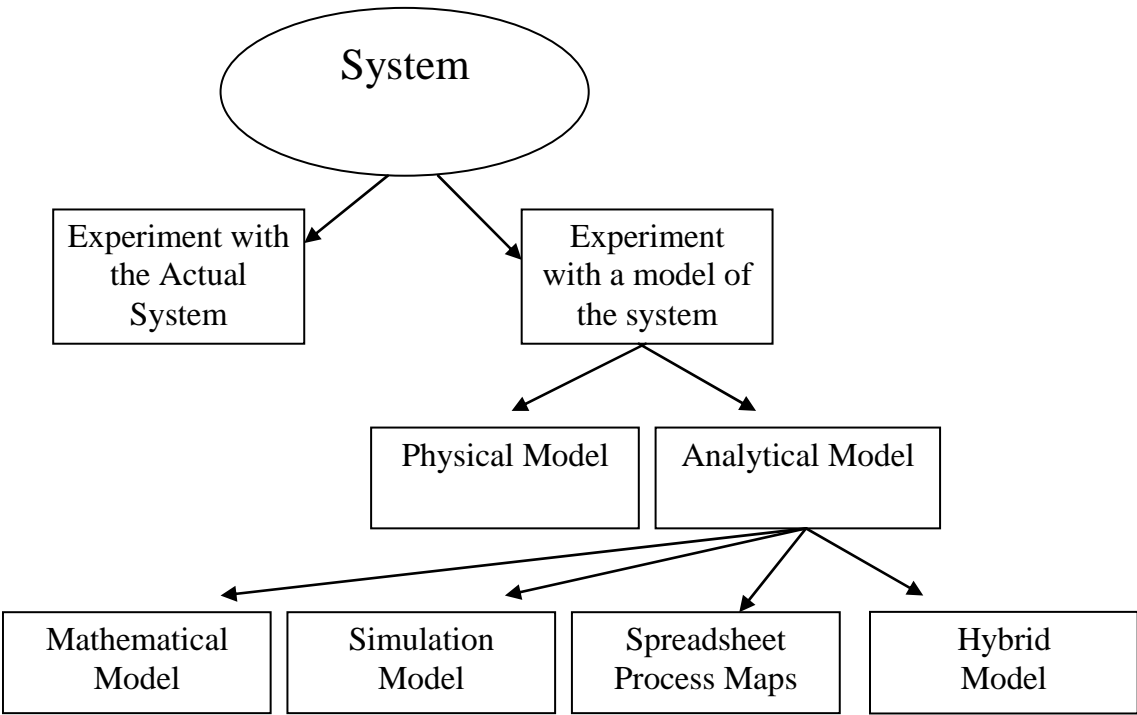 System
Experiment with
the Actual
System
Experiment
with a model of
the system
Physical Model
Analytical Model
Mathematical
Model
Simulation
Model
Spreadsheet
Process Maps
Hybrid
Model